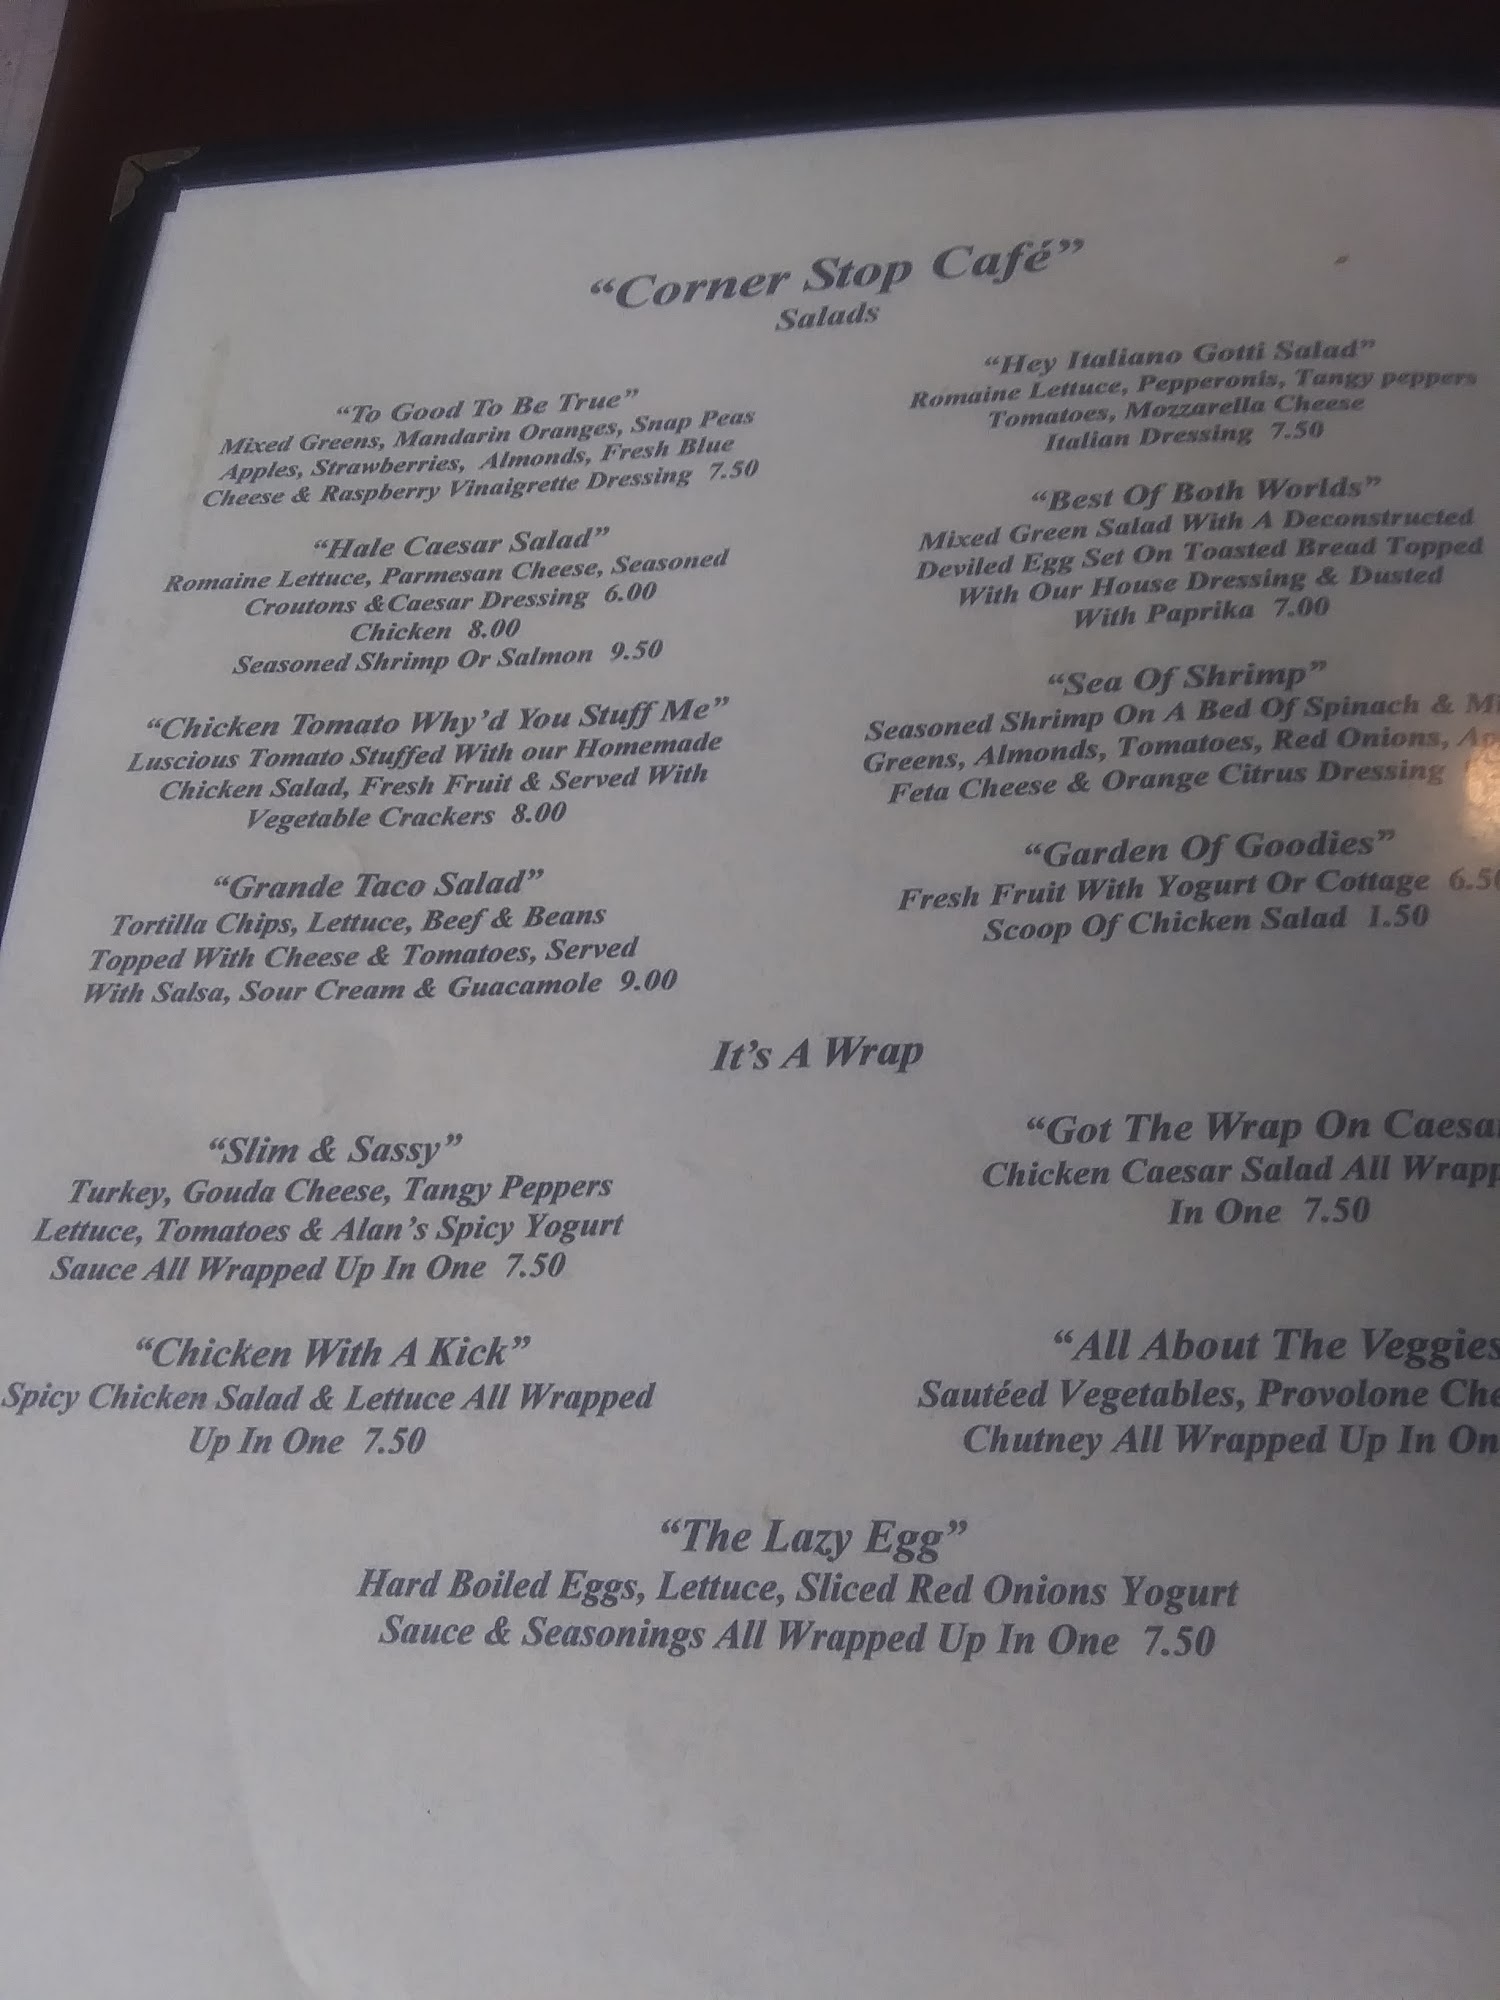 “Corner Stop Café”
Salads
“To Good To Be True”
Mixed Greens, Mandarin Oranges, Snap Peas
Apples, Strawberries, Almonds, Fresh Blue
Cheese & Raspberry Vinaigrette Dressing 7.50
“Hale Caesar Salad”
Romaine Lettuce, Parmesan Cheese, Seasoned
Croutons &Caesar Dressing 6.00
Chicken 8.00
Seasoned Shrimp Or Salmon 9.50
“Chicken Tomato Why’d You Stuff Me”
Luscious Tomato Stuffed With our Homemade
Chicken Salad, Fresh Fruit & Served With
Vegetable Crackers 8.00
“Grande Taco Salad”
Tortilla Chips, Lettuce, Beef & Beans
Topped With Cheese & Tomatoes, Served
With Salsa, Sour Cream & Guacamole 9.00
“Hey Italiano Gotti Salad”
Romaine Lettuce, Pepperonis, Tangy peppers
Tomatoes, Mozzarella Cheese
Italian Dressing 7.50
“Best Of Both Worlds”
Mixed Green Salad With A Deconstructed
Deviled Egg Set On Toasted Bread Topped
With Our House Dressing & Dusted
With Paprika 7.00
“Sea Of Shrimp”
Seasoned Shrimp On A Bed Of Spinach &
Greens, Almonds, Tomatoes, Red Onions,
Feta Cheese & Orange Citrus Dressing
“Garden Of Goodies”
Fresh Fruit With Yogurt Or Cottage 6.50
Scoop Of Chicken Salad 1.50
It’s A Wrap
“Slim & Sassy”
Turkey, Gouda Cheese, Tangy Peppers
Lettuce, Tomatoes & Alan’s Spicy Yogurt
Sauce All Wrapped Up In One 7.50
“Chicken With A Kick”
Spicy Chicken Salad & Lettuce All Wrapped
Up In One 7.50
“Got The Wrap On Caesa
Chicken Caesar Salad All Wrapp
In One 7.50
“All About The Veggies
Sautéed Vegetables, Provolone Che
Chutney All Wrapped Up In On
“The Lazy Egg”
Hard Boiled Eggs, Lettuce, Sliced Red Onions Yogurt
Sauce & Seasonings All Wrapped Up In One 7.50